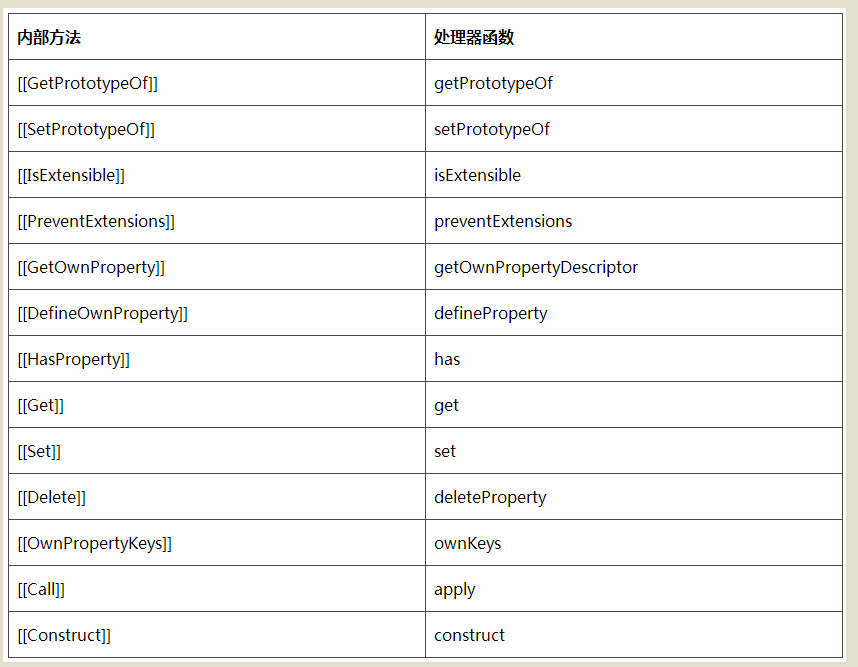 内部方法 处理器函数
[[GetPrototypeOf]] getPrototypeOf
[[SetPrototypeOf]] setPrototypeOf
[[IsExtensible]] isExtensible
[[PreventExtensions]] preventExtensions
[[GetOwnProperty]] getOwnPropertyDescriptor
[[DefineOwnProperty]] defineProperty
[[HasProperty]] has
[[Get]] get
[[Set]] set
[[Delete]] deleteProperty
[[OwnPropertyKeys]] ownKeys
[[Call]] apply
[[Construct]] construct